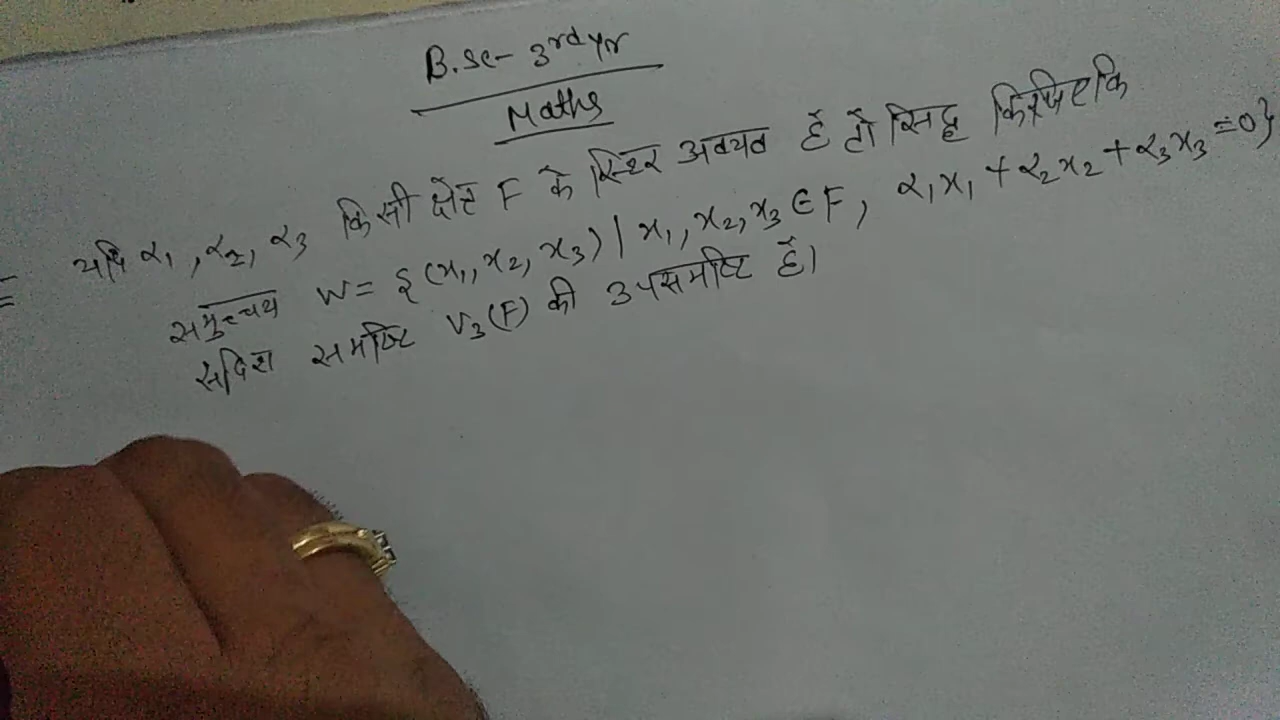 B.sc- 3rd yr
Maths
यदि α₁, α₂, α₃ किसी क्षेत्र F के स्थिर अवयव हैं तो सिद्ध कि
समुच्चय W = {(x₁, x₂, x₃) | x₁, x₂, x₃ ∈ F, α₁x₁ + α₂x₂ + α₃x₃ = 0}
सदिश समष्टि V₃(F) की उपसमष्टि है।